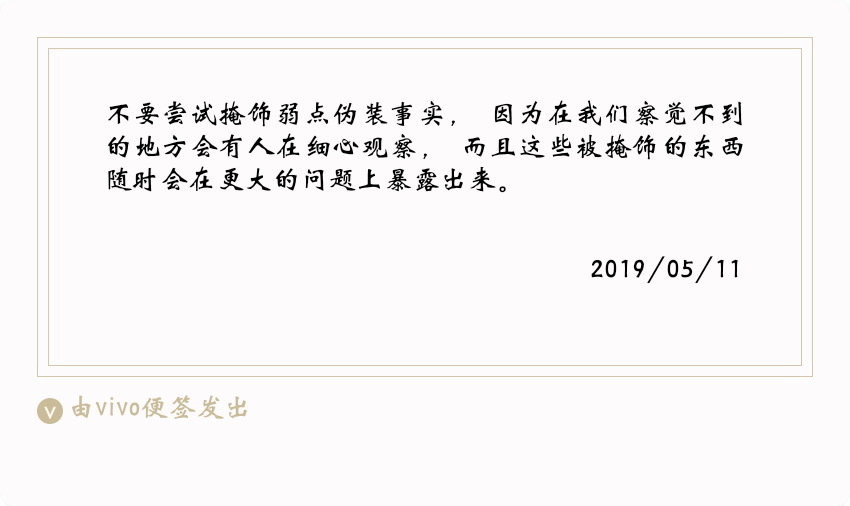 不要尝试掩饰弱点伪装事实， 因为在我们察觉不到
的地方会有人在细心观察， 而且这些被掩饰的东西
随时会在更大的问题上暴露出来。
2019/05/11
由vivo便签发出